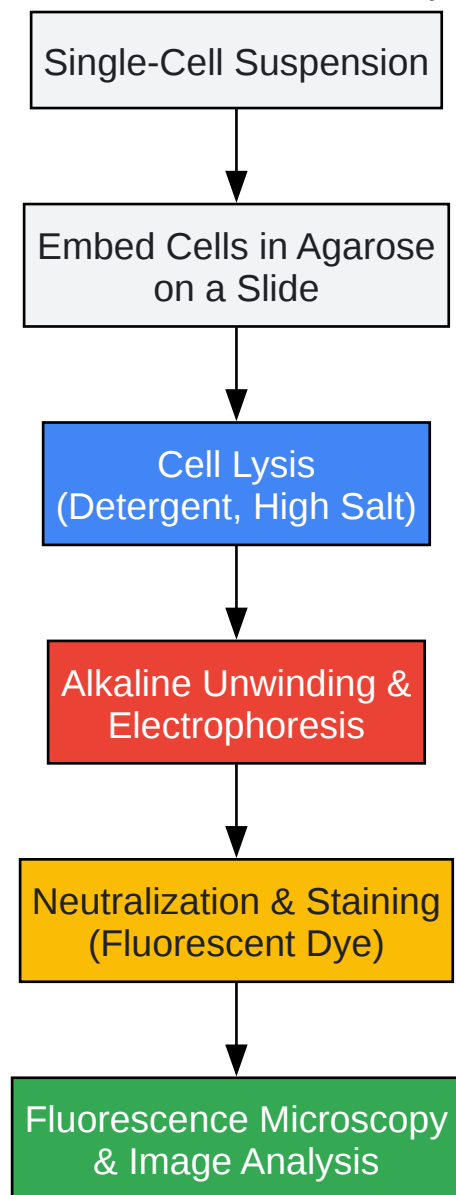 Single-Cell Suspension
Embed Cells in Agarose
on a Slide
Cell Lysis
(Detergent, High Salt)
Alkaline Unwinding &
Electrophoresis
Neutralization & Staining
(Fluorescent Dye)
Fluorescence Microscopy
& Image Analysis